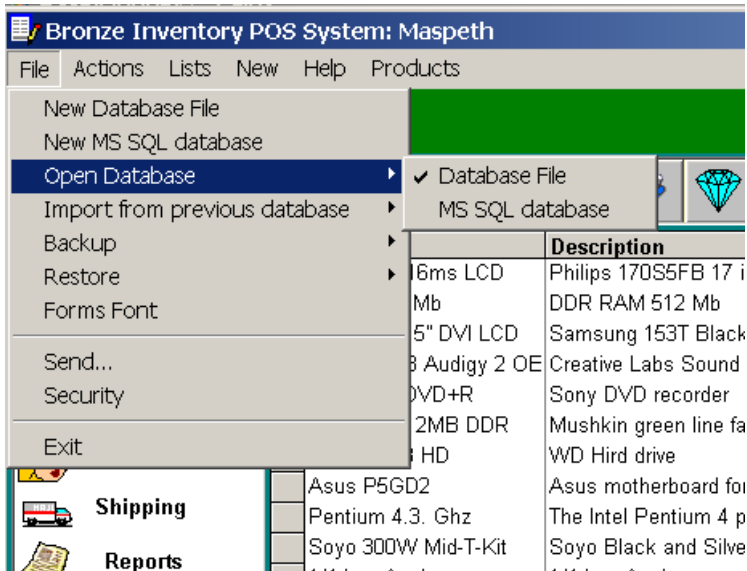 Bronze Inventory POS System: Maspeth
File Actions Lists New Help Products
New Database File
New MS SQL database
Open Database
Database File
MS SQL database
Import from previous database
Backup
Restore
Forms Font
Send...
Security
Exit
Description
16ms LCD Philips 170S5FB 17 i
Mb DDR RAM 512 Mb
5" DVI LCD Samsung 153T Black
Audigy 2 OE Creative Labs Sound
DVD+R Sony DVD recorder
2MB DDR Mushkin green line fa
HD WD Hird drive
Asus P5GD2 Asus motherboard for
Shipping
Pentium 4.3. Ghz The Intel Pentium 4 p
Soyo 300W Mid-T-Kit Soyo Black and Silve
Reports